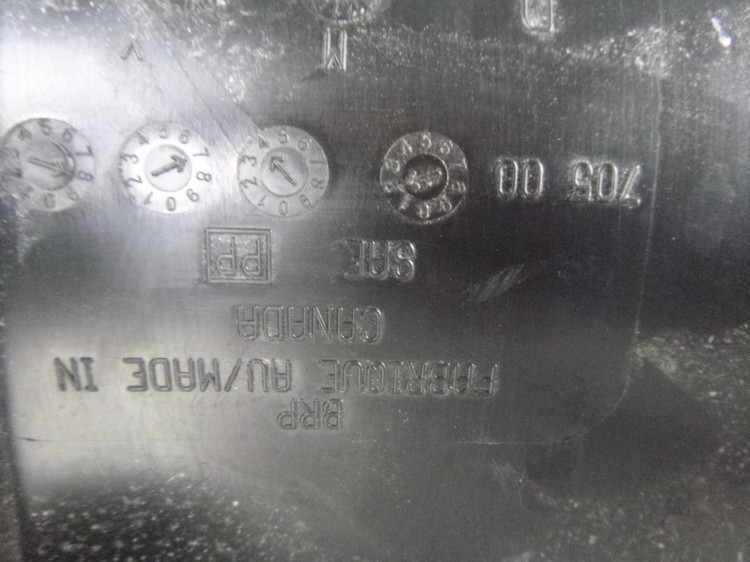 BRP
FABRIQUE AU/MADE IN
CANADA
SAE PP
705 00
M